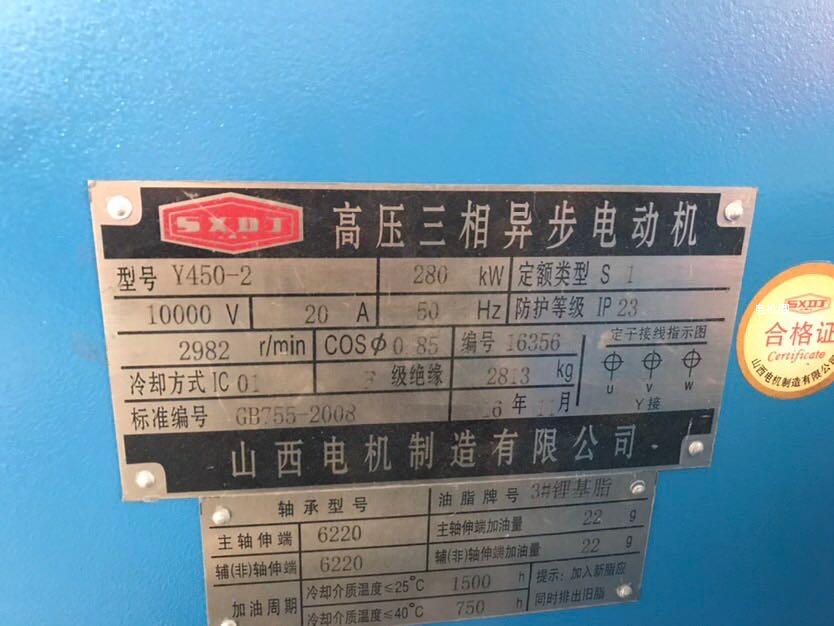 SXDJ 高压三相异步电动机
型号 Y450-2 280 kW 定额类型 S 1
10000 V 20 A 50 Hz 防护等级 IP 23
2982 r/min COSΦ 0.85 编号 16356 定子接线指示图
冷却方式 IC 01 F 级绝缘 2813 kg U V W
标准编号 GB755-2008 16 年 11 月 Y 接
山西电机制造有限公司
轴承型号 油脂牌号 3#锂基脂
主轴伸端 6220 主轴伸端加油量 22 g
辅(非)轴伸端 6220 辅(非)轴伸端加油量 22 g
加油周期 冷却介质温度≤25°C 1500 h 提示：加入新脂应
冷却介质温度≤40°C 750 h 同时排出旧脂
SXDJ
合格证
Certificate
山西电机制造有限公司